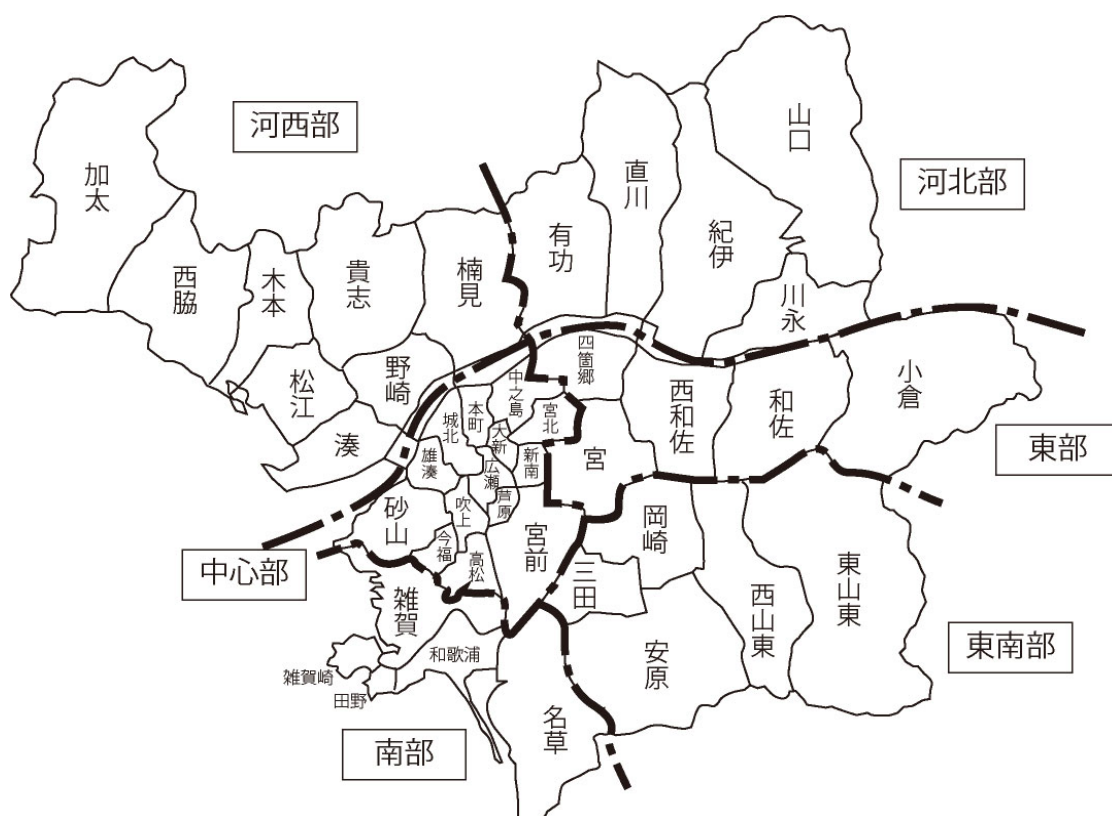 河西部
加太
西脇
木本
貴志
楠見
松江
野崎
湊
河北部
有功
直川
紀伊
山口
川永
東部
四箇郷
宮
西和佐
和佐
小倉
中心部
中之島
宮北
本町
城北
大新
新南
広瀬
芦原
雄湊
吹上
砂山
今福
高松
宮前
東南部
岡崎
三田
安原
西山東
東山東
南部
雑賀
和歌浦
雑賀崎
田野
名草